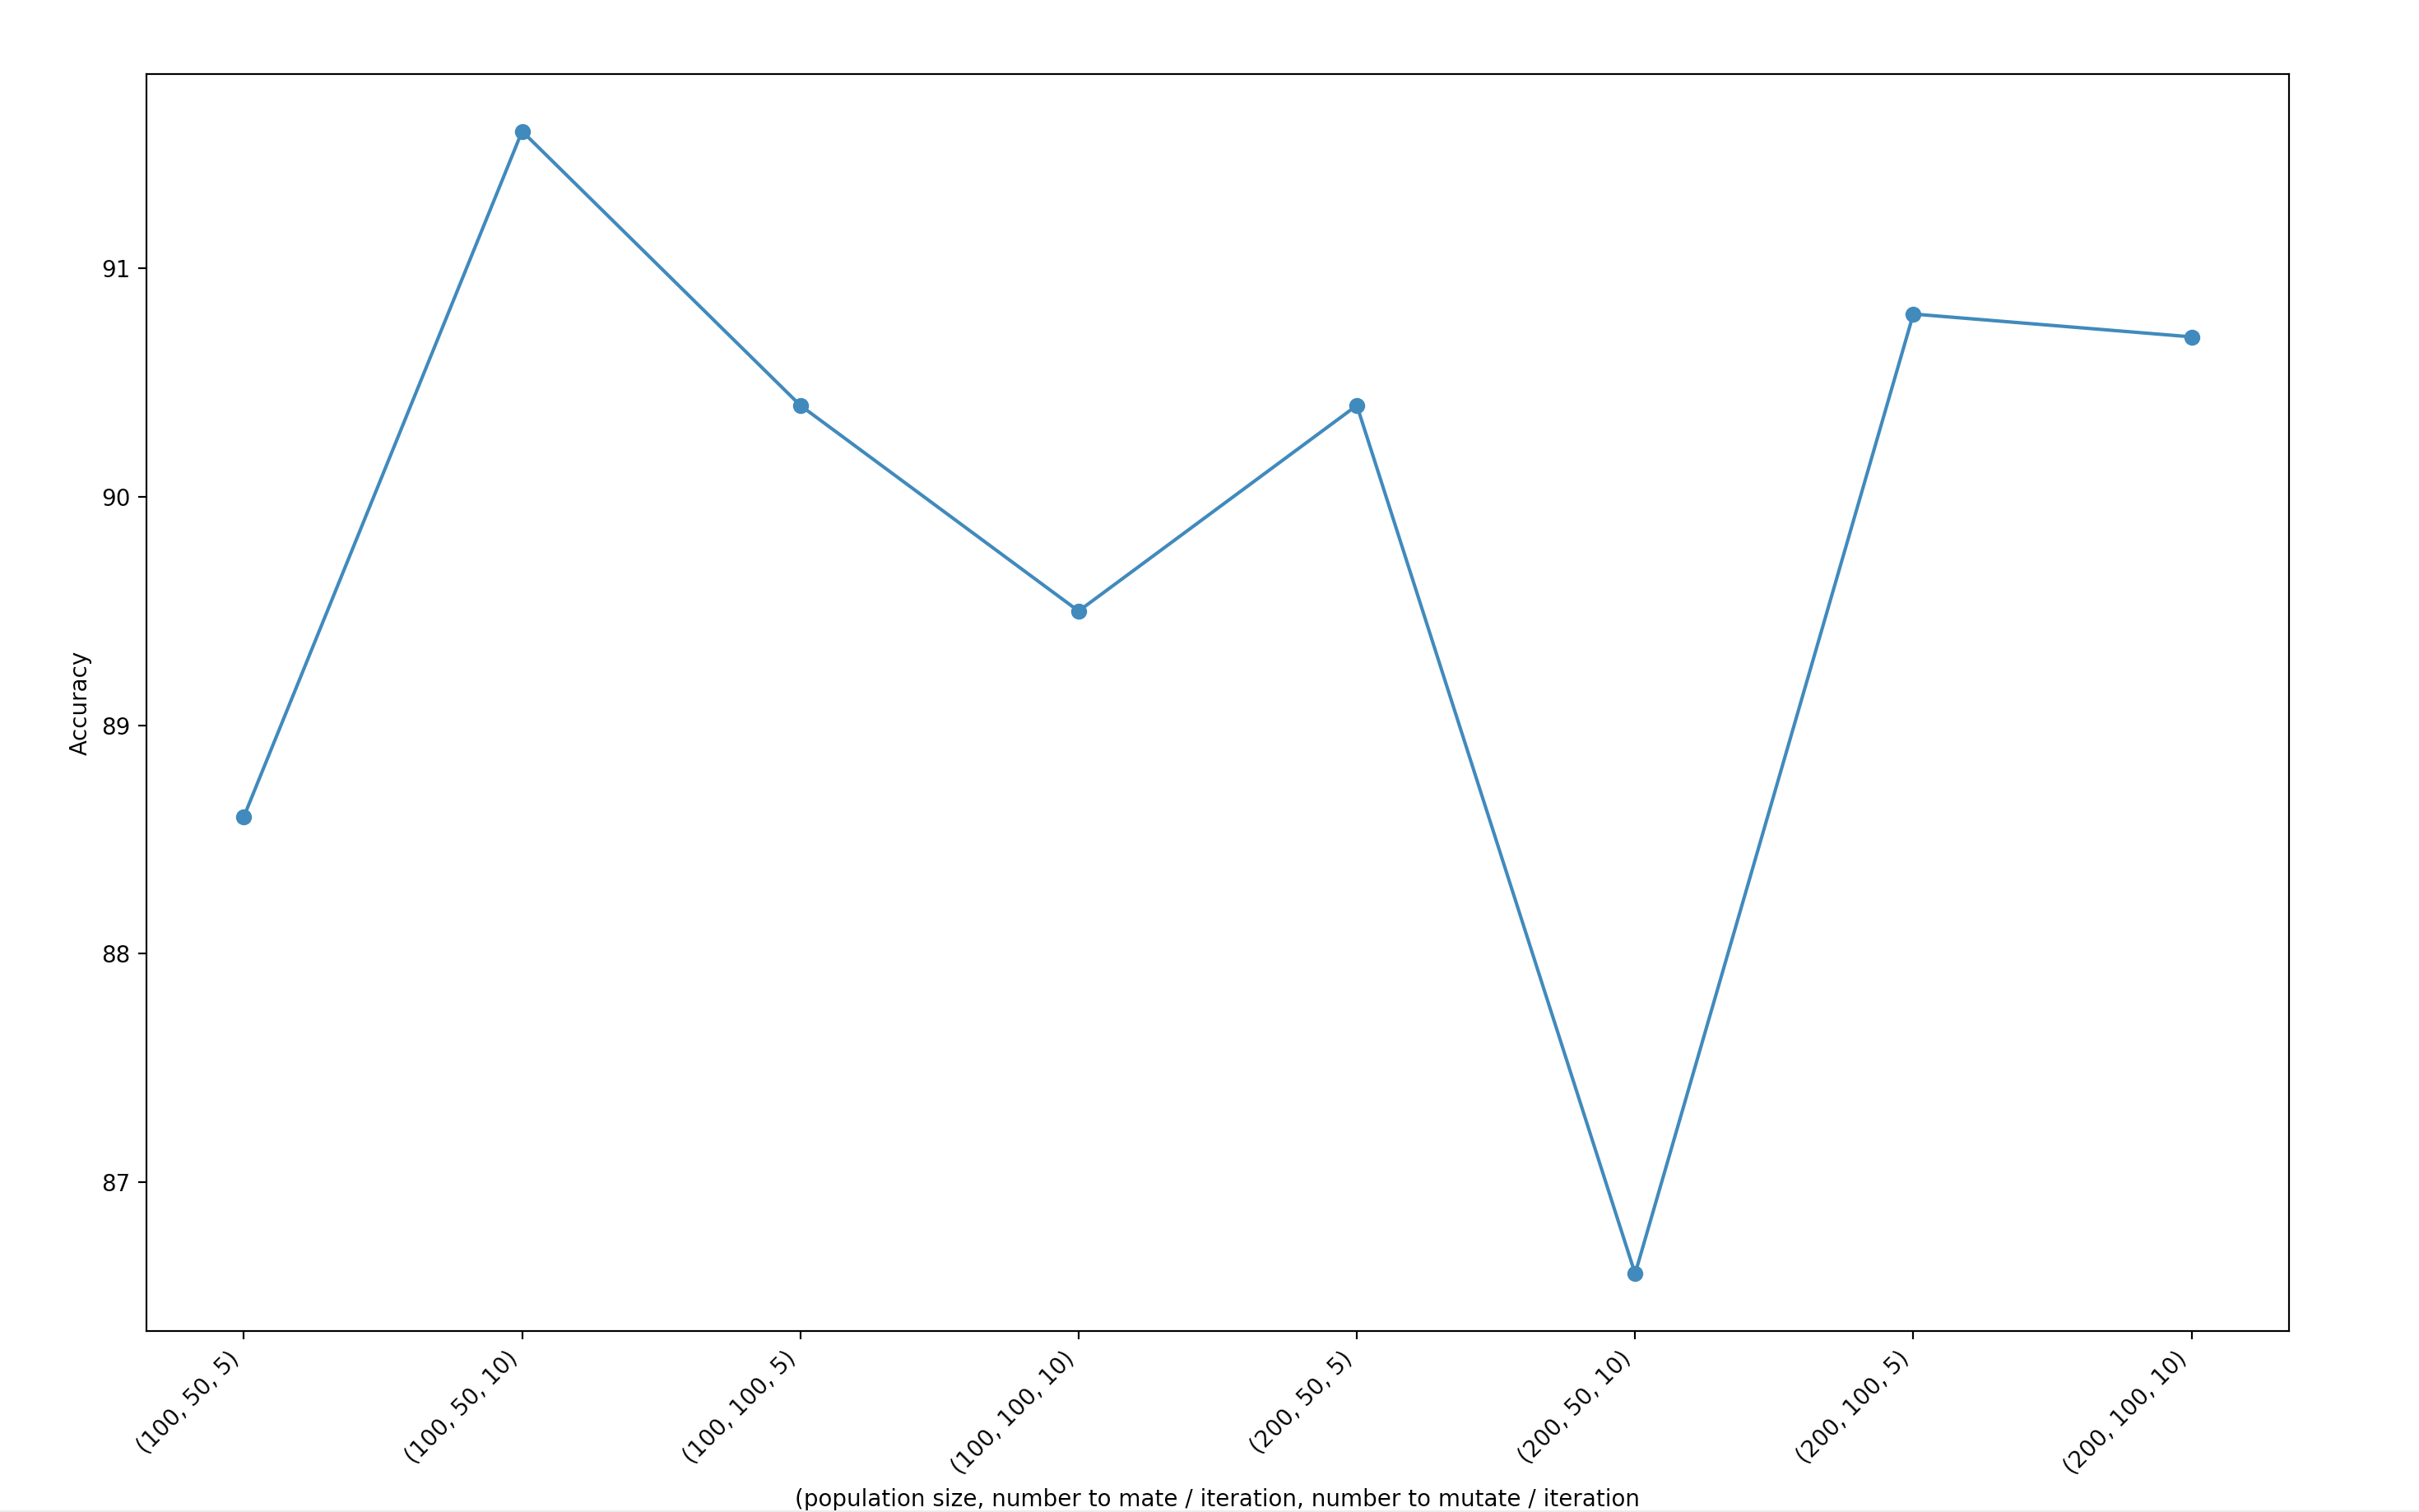 91
90
89
88
87
Accuracy
(100, 50, 5)
(100, 50, 10)
(100, 100, 5)
(100, 100, 10)
(200, 50, 5)
(200, 50, 10)
(200, 100, 5)
(200, 100, 10)
(population size, number to mate / iteration, number to mutate / iteration